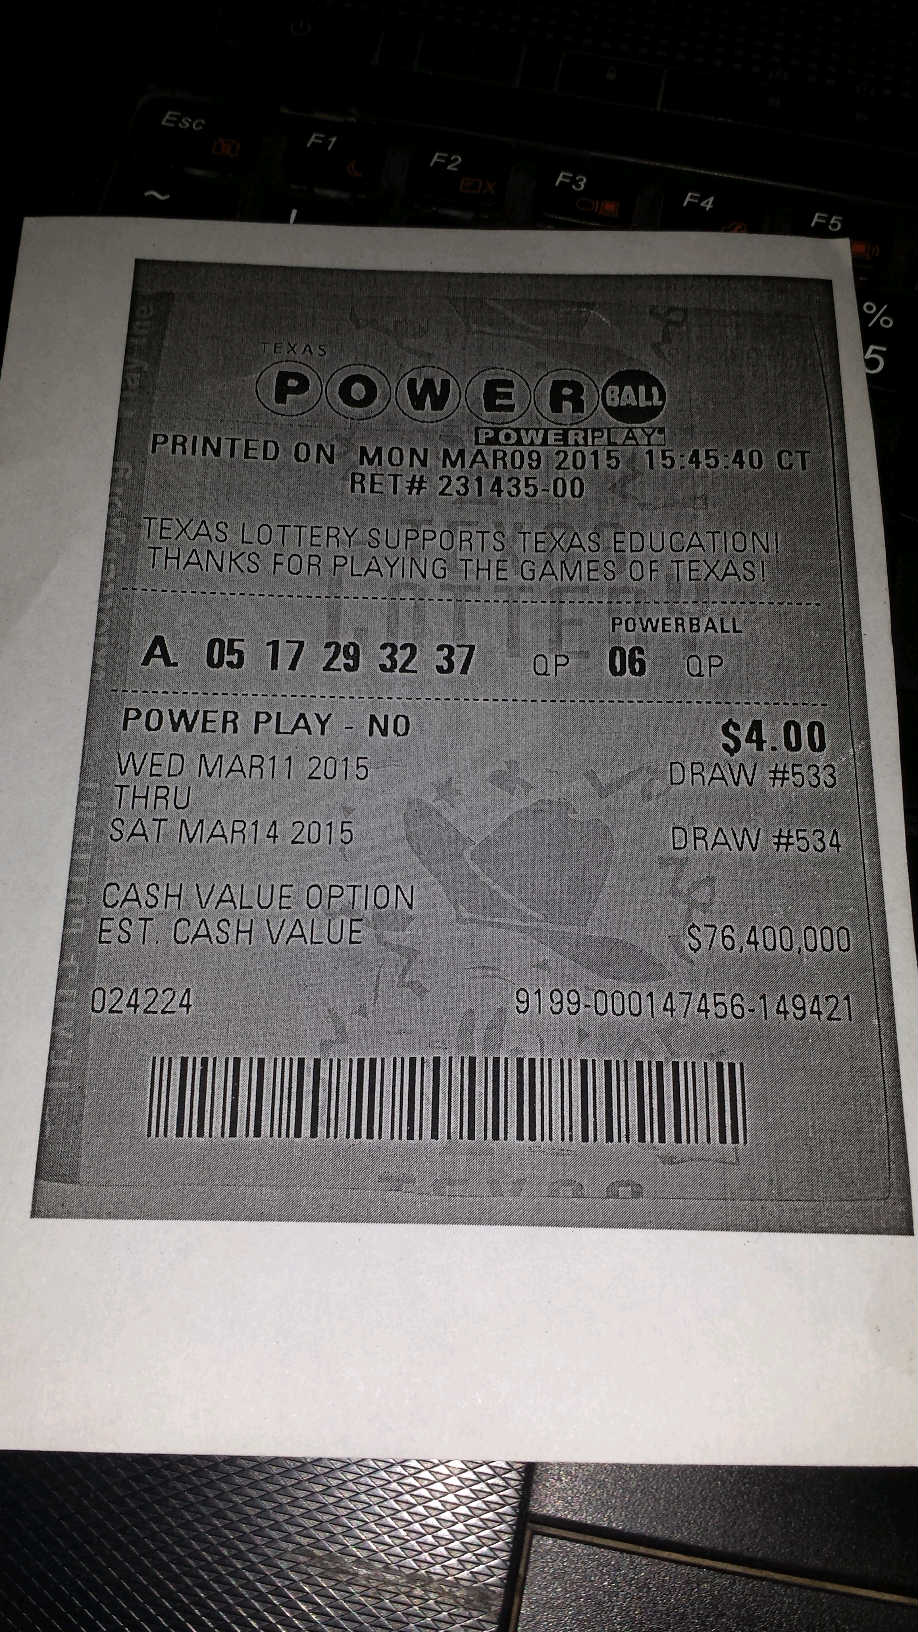 Esc F1 F2 F3 F4 F5
~ ! %
5
TEXAS
POWERBALL
POWERPLAY
PRINTED ON MON MAR09 2015 15:45:40 CT
RET# 231435-00
TEXAS LOTTERY SUPPORTS TEXAS EDUCATION!
THANKS FOR PLAYING THE GAMES OF TEXAS!
POWERBALL
A. 05 17 29 32 37 QP 06 QP
POWER PLAY - NO $4.00
WED MAR11 2015 DRAW #533
THRU
SAT MAR14 2015 DRAW #534
CASH VALUE OPTION
EST. CASH VALUE $76,400,000
024224 9199-000147456-149421